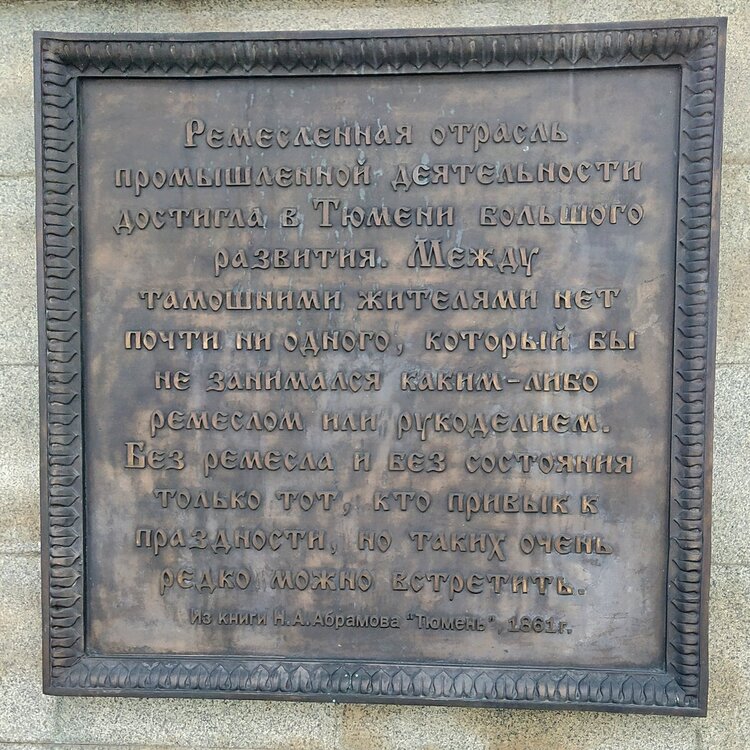 Ремесленная отрасль
промышленной деятельности
достигла в Тюмени большого
развития. Между
тамошними жителями нет
почти ни одного, который бы
не занимался каким-либо
ремеслом или рукоделием.
Без ремесла и без состояния
только тот, кто привык к
праздности, но таких очень
редко можно встретить.
Из книги Н.А.Абрамова "Тюмень", 1861г.